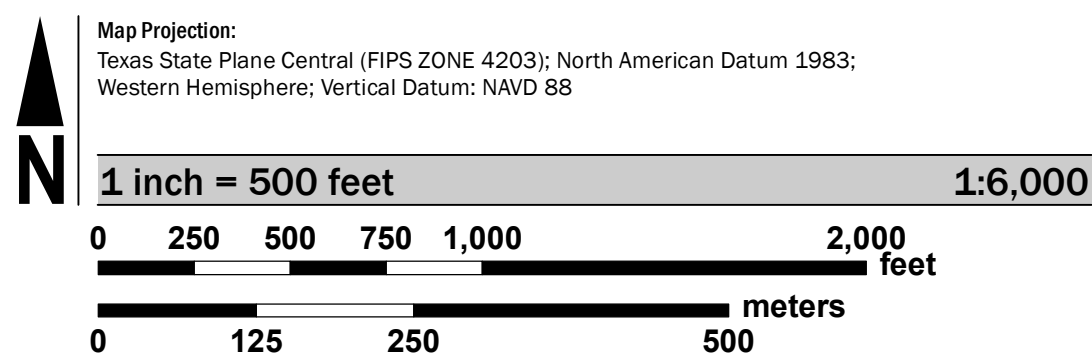 N
Map Projection:
Texas State Plane Central (FIPS ZONE 4203); North American Datum 1983;
Western Hemisphere; Vertical Datum: NAVD 88
1 inch = 500 feet 1:6,000
0 250 500 750 1,000 2,000
feet
meters
0 125 250 500